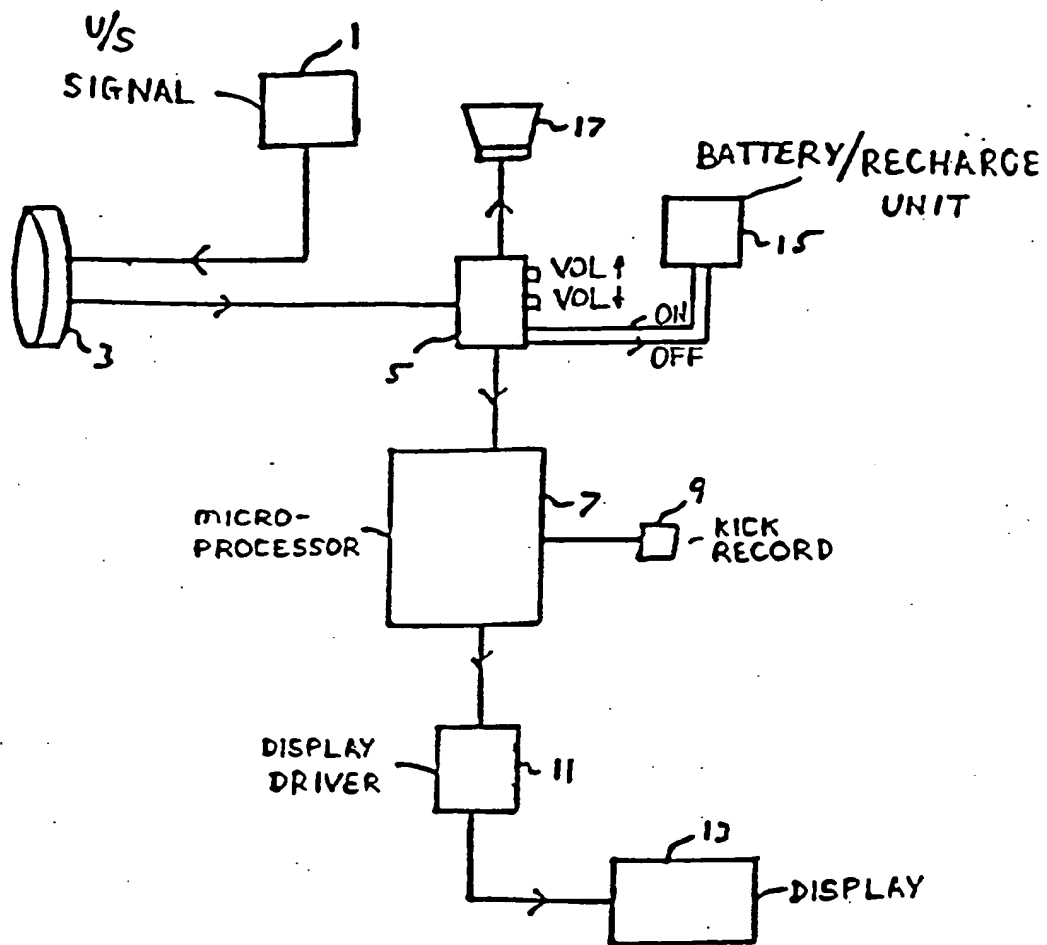 U/S
SIGNAL
1
17
BATTERY/RECHARGE
UNIT
15
3
5
VOL↑
VOL↓
ON
OFF
MICRO-
PROCESSOR
7
9
KICK
RECORD
DISPLAY
DRIVER
11
13
DISPLAY